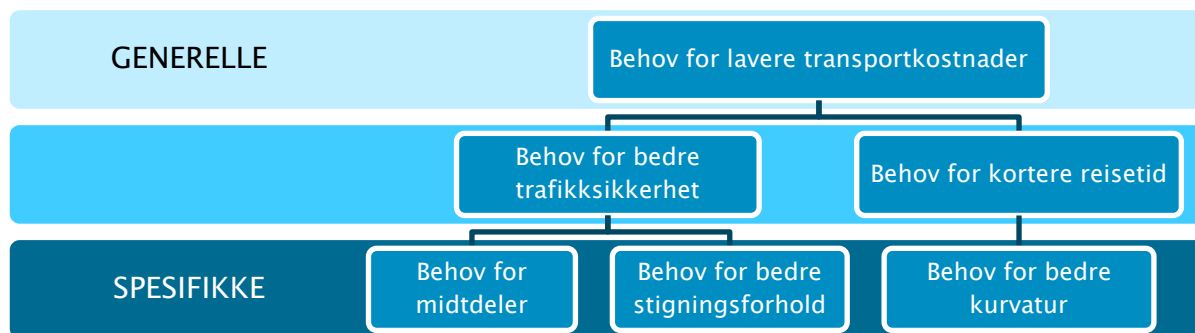 GENERELLE
Behov for lavere transportkostnader
Behov for bedre
trafikksikkerhet
Behov for kortere reisetid
SPESIFIKKE
Behov for
midtdeler
Behov for bedre
stigningsforhold
Behov for bedre
kurvatur